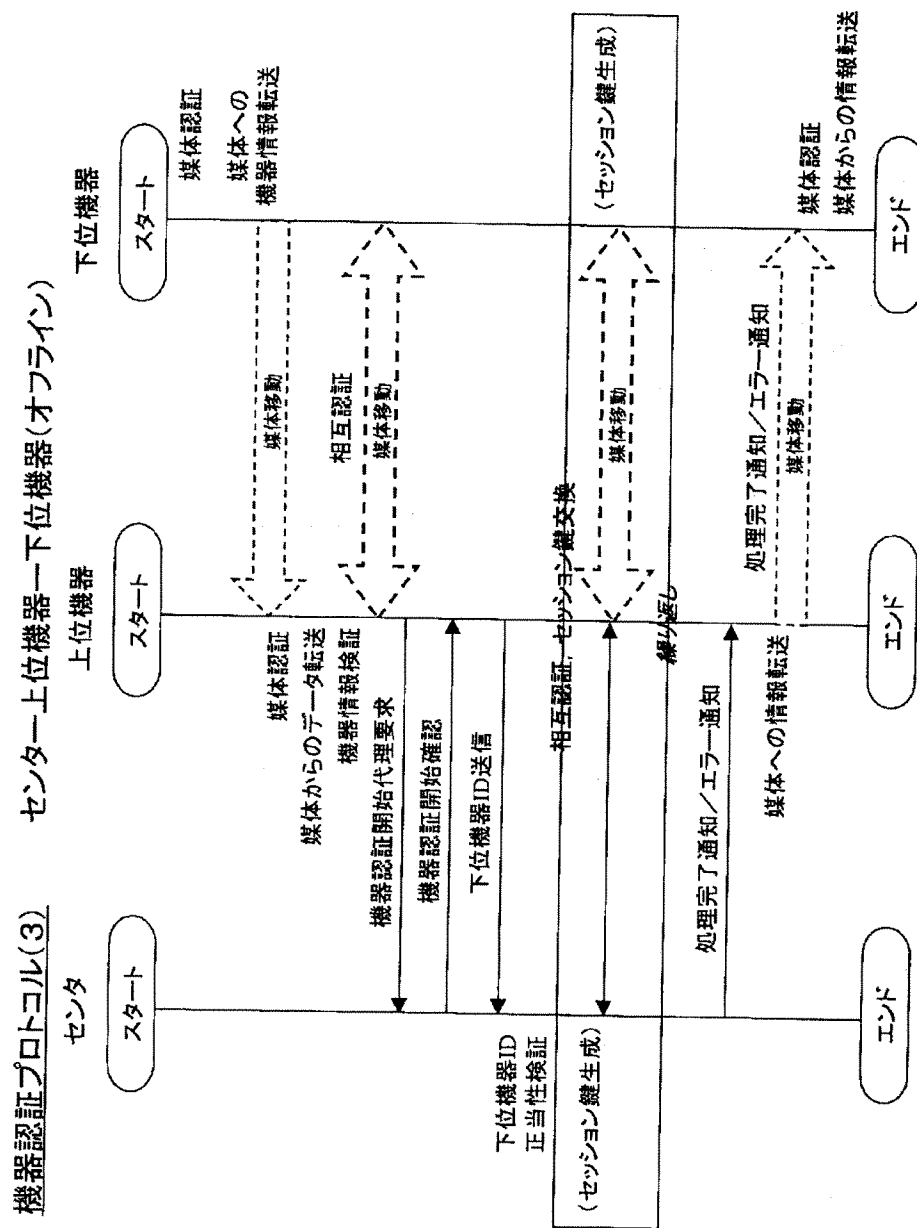 機器認証プロトコル(3)
センター上位機器ー下位機器(オフライン)
センタ
上位機器
下位機器
スタート
スタート
スタート
媒体認証
媒体への
機器情報転送
媒体移動
媒体認証
媒体からのデータ転送
機器情報検証
相互認証
媒体移動
機器認証開始代理要求
機器認証開始確認
下位機器ID送信
下位機器ID
正当性検証
相互認証, セッション鍵交換
(セッション鍵生成)
媒体移動
(セッション鍵生成)
繰り返し
処理完了通知/エラー通知
媒体への情報転送
処理完了通知/エラー通知
媒体移動
媒体認証
媒体からの情報転送
エンド
エンド
エンド